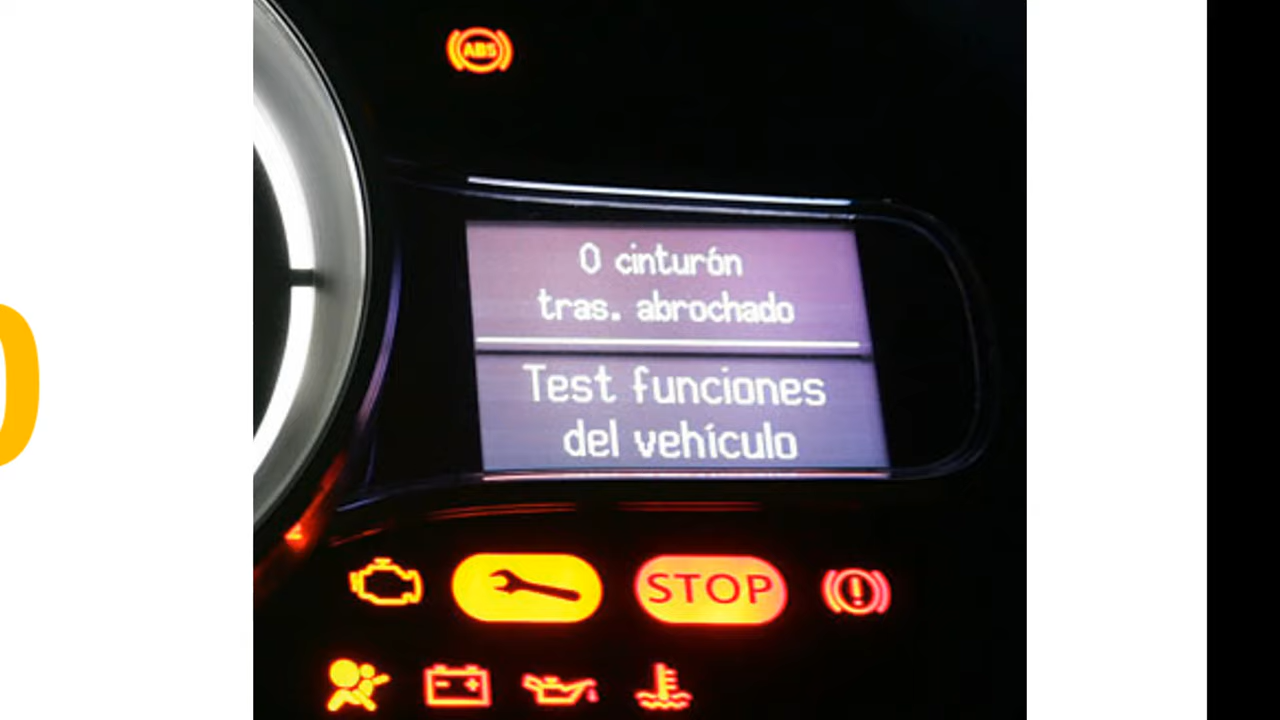 ABS
0 cinturón
tras. abrochado
Test funciones
del vehículo
STOP